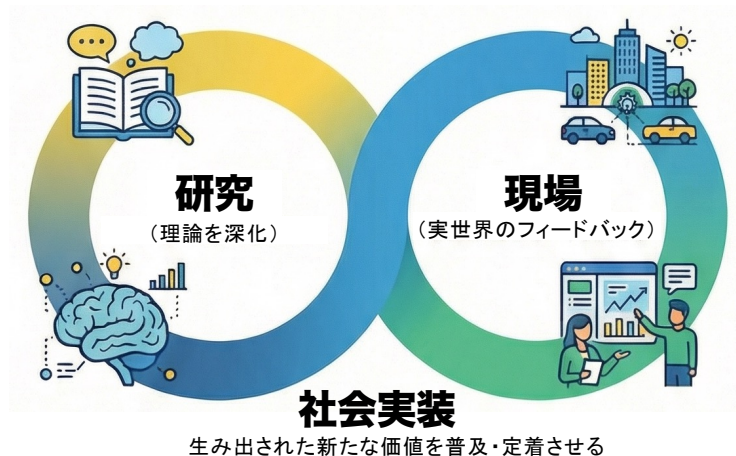 研究
(理論を深化)
現場
(実世界のフィードバック)
社会実装
生み出された新たな価値を普及・定着させる